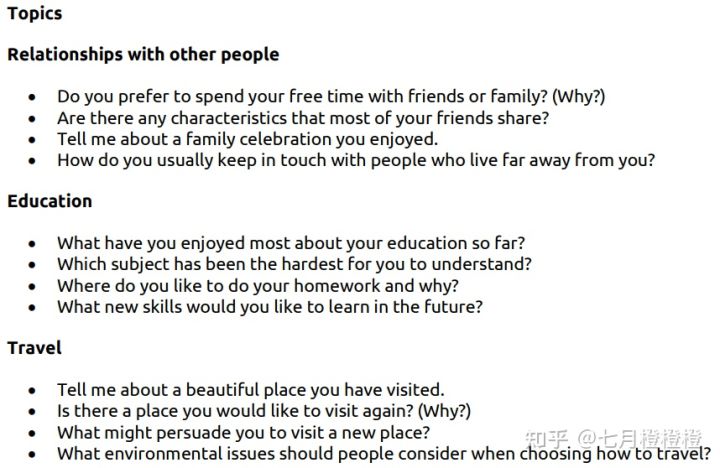 Topics
Relationships with other people
• Do you prefer to spend your free time with friends or family? (Why?)
• Are there any characteristics that most of your friends share?
• Tell me about a family celebration you enjoyed.
• How do you usually keep in touch with people who live far away from you?
Education
• What have you enjoyed most about your education so far?
• Which subject has been the hardest for you to understand?
• Where do you like to do your homework and why?
• What new skills would you like to learn in the future?
Travel
• Tell me about a beautiful place you have visited.
• Is there a place you would like to visit again? (Why?)
• What might persuade you to visit a new place?
• What environmental issues should people consider when choosing how to travel?
知乎 @七月橙橙橙